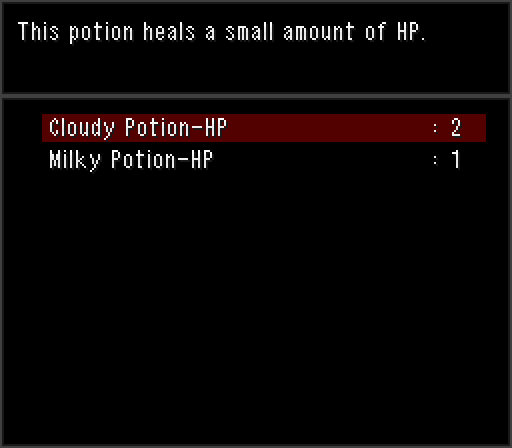 This potion heals a small amount of HP.
Cloudy Potion-HP : 2
Milky Potion-HP : 1